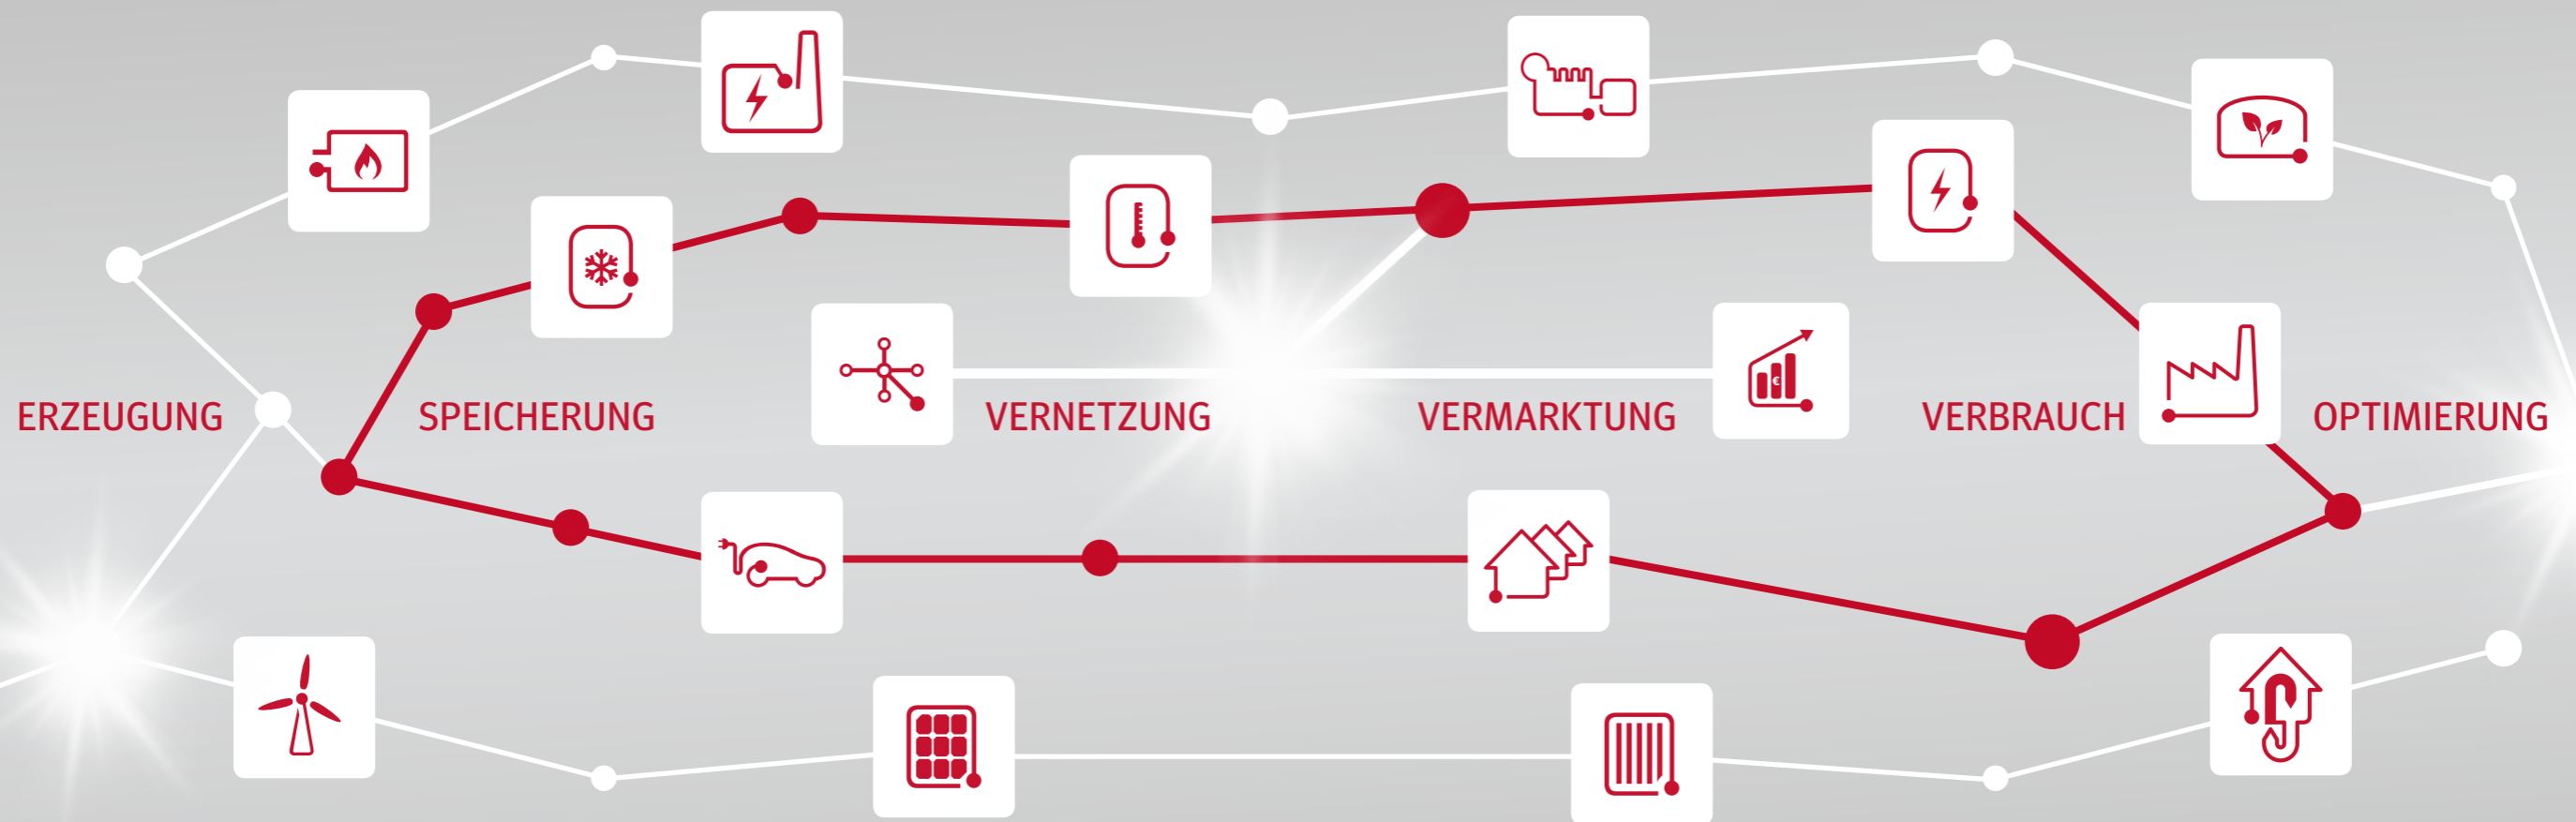 ERZEUGUNG
SPEICHERUNG
VERNETZUNG
VERMARKTUNG
VERBRAUCH
OPTIMIERUNG
€